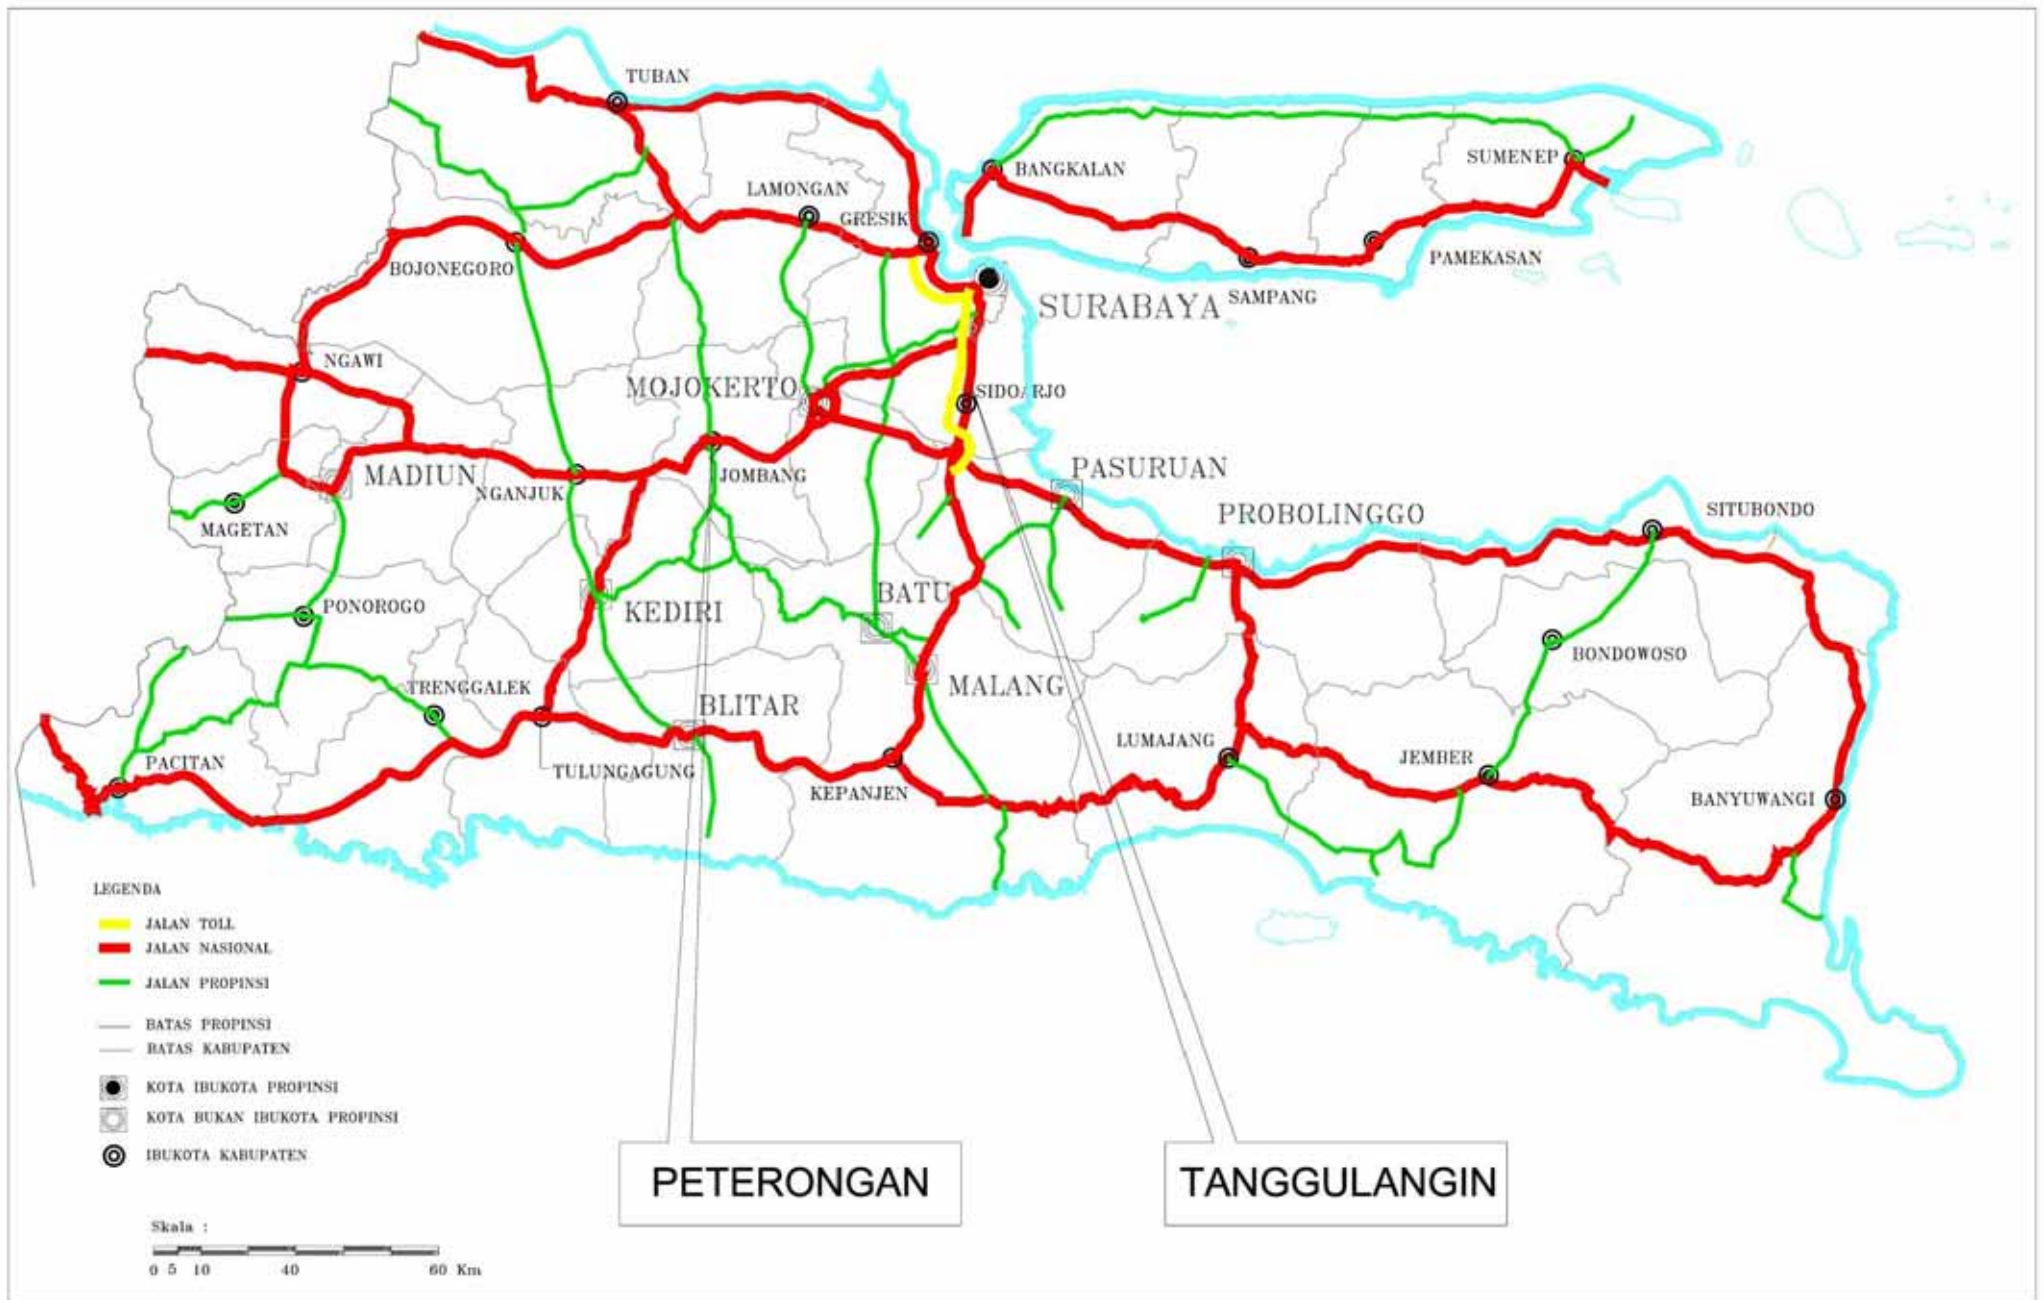 TUBAN
BANGKALAN
SUMENEP
LAMONGAN
GRESIK
BOJONEGORO
PAMEKASAN
SAMPANG
SURABAYA
NGAWI
MOJOKERTO
SIDOARJO
MADIUN
NGANJUK
JOMBANG
PASURUAN
MAGETAN
PROBOLINGGO
SITUBONDO
PONOROGO
KEDIRI
BATU
BONDOWOSO
TRENGGALEK
BLITAR
MALANG
PACITAN
TULUNGAGUNG
KEPANJEN
LUMAJANG
JEMBER
BANYUWANGI
LEGENDA
JALAN TOLL
JALAN NASIONAL
JALAN PROPINSI
BATAS PROPINSI
BATAS KABUPATEN
KOTA IBUKOTA PROPINSI
KOTA BUKAN IBUKOTA PROPINSI
IBUKOTA KABUPATEN
PETERONGAN
TANGGULANGIN
Skala :
0 5 10 40 60 Km